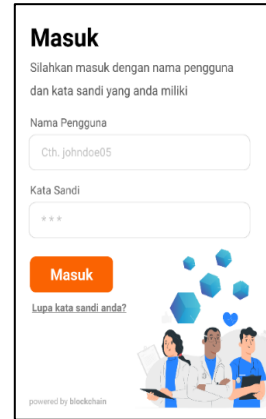 Masuk
Silahkan masuk dengan nama pengguna
dan kata sandi yang anda miliki
Nama Pengguna
Cth. johndoe05
Kata Sandi
***
Masuk
Lupa kata sandi anda?
powered by blockchain